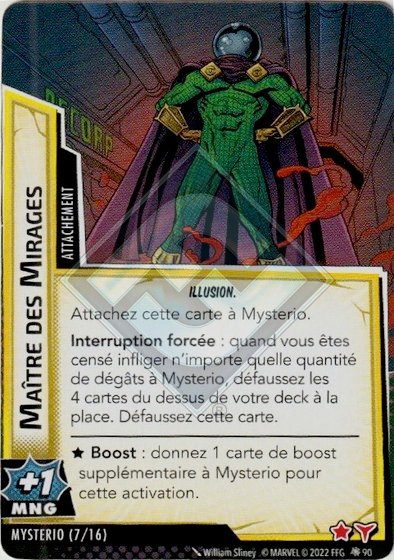 OSCORP
MAÎTRE DES MIRAGES
ATTACHEMENT
ILLUSION.
Attachez cette carte à Mysterio.
Interruption forcée : quand vous êtes
censé infliger n'importe quelle quantité
de dégâts à Mysterio, défaussez les
4 cartes du dessus de votre deck à la
place. Défaussez cette carte.
★ Boost : donnez 1 carte de boost
supplémentaire à Mysterio pour
cette activation.
+1
MNG
MYSTERIO (7/16)
William Sliney © MARVEL © 2022 FFG 90